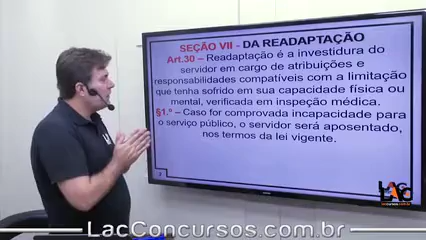 SEÇÃO VII - DA READAPTAÇÃO
Art.30 – Readaptação é a investidura do
servidor em cargo de atribuições e
responsabilidades compatíveis com a limitação
que tenha sofrido em sua capacidade física ou
mental, verificada em inspeção médica.
§1.º – Caso for comprovada incapacidade para
o serviço público, o servidor será aposentado,
nos termos da lei vigente.
LAC
LacConcursos.com.br